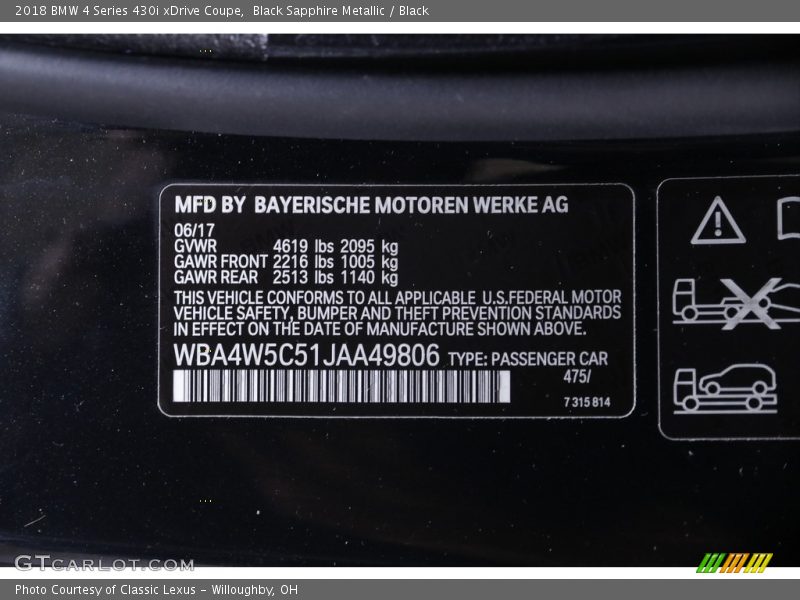 2018 BMW 4 Series 430i xDrive Coupe, Black Sapphire Metallic / Black
MFD BY BAYERISCHE MOTOREN WERKE AG
06/17
GVWR 4619 lbs 2095 kg
GAWR FRONT 2216 lbs 1005 kg
GAWR REAR 2513 lbs 1140 kg
THIS VEHICLE CONFORMS TO ALL APPLICABLE U.S.FEDERAL MOTOR
VEHICLE SAFETY, BUMPER AND THEFT PREVENTION STANDARDS
IN EFFECT ON THE DATE OF MANUFACTURE SHOWN ABOVE.
WBA4W5C51JAA49806 TYPE: PASSENGER CAR
475/
7 315 814
GTCARLOT.COM
Photo Courtesy of Classic Lexus - Willoughby, OH